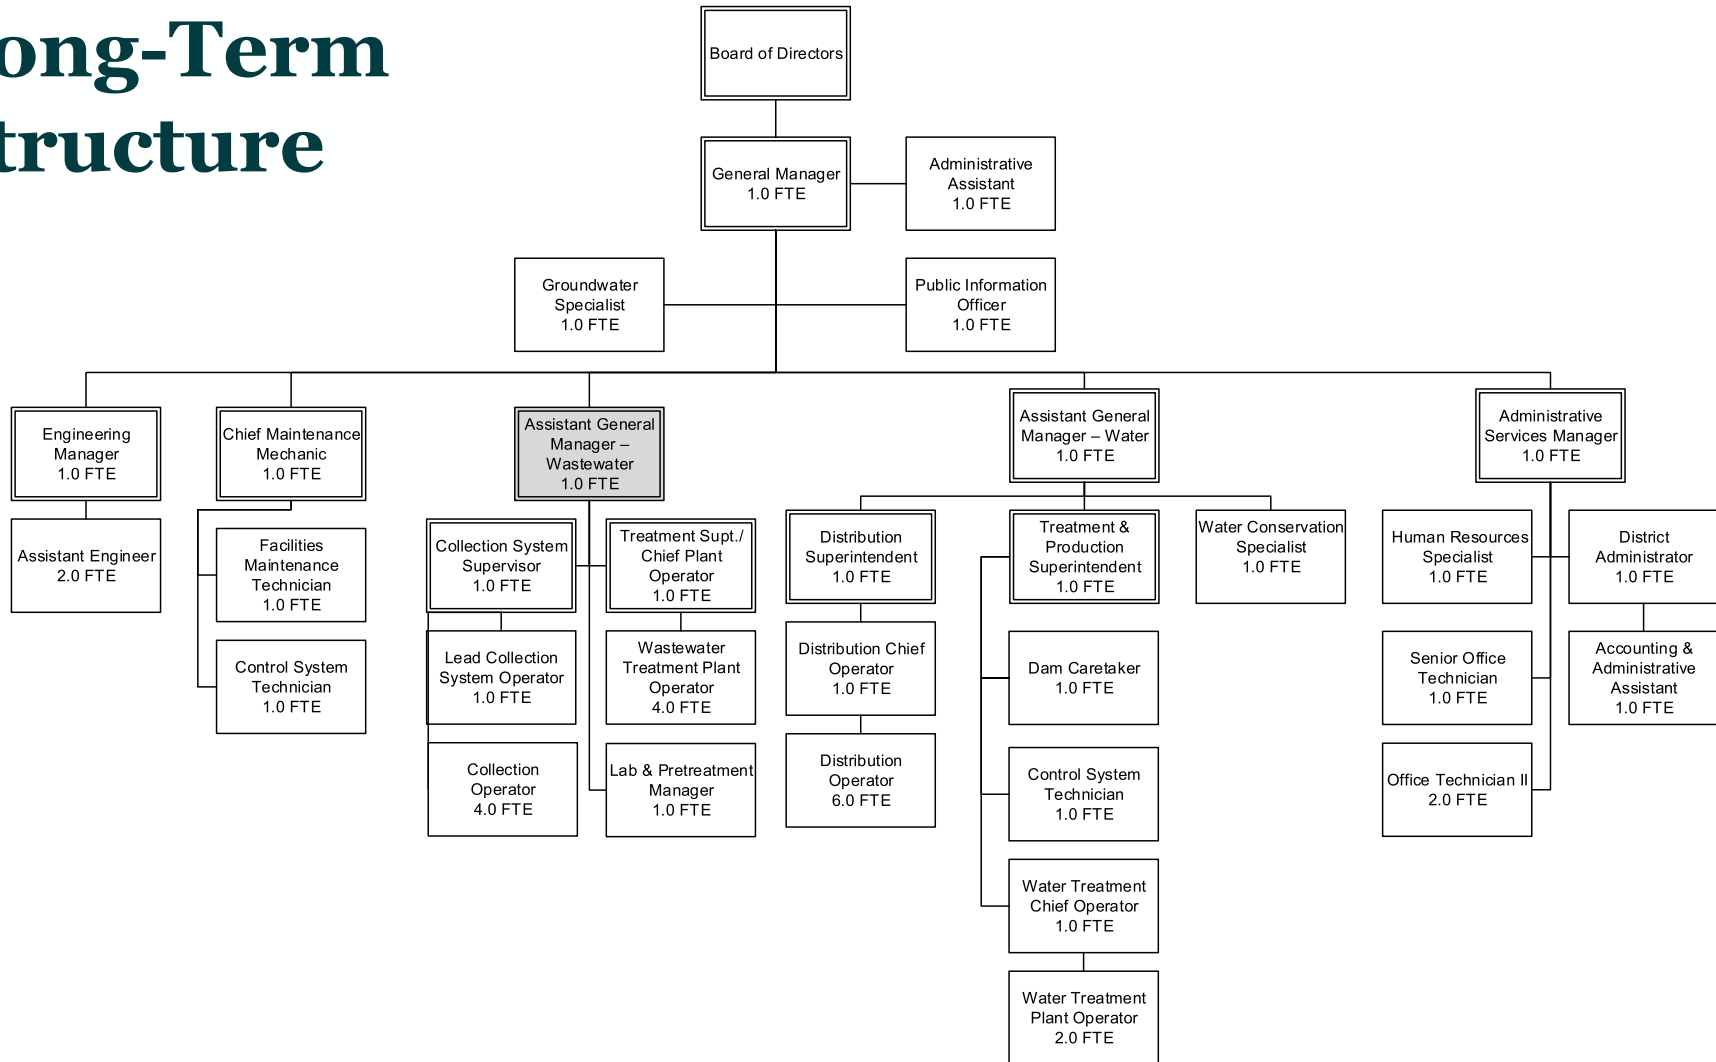 ong-Term
tructure
Board of Directors
General Manager
1.0 FTE
Administrative
Assistant
1.0 FTE
Groundwater
Specialist
1.0 FTE
Public Information
Officer
1.0 FTE
Engineering
Manager
1.0 FTE
Chief Maintenance
Mechanic
1.0 FTE
Assistant General
Manager –
Wastewater
1.0 FTE
Assistant General
Manager – Water
1.0 FTE
Administrative
Services Manager
1.0 FTE
Assistant Engineer
2.0 FTE
Facilities
Maintenance
Technician
1.0 FTE
Control System
Technician
1.0 FTE
Collection System
Supervisor
1.0 FTE
Treatment Supt./
Chief Plant
Operator
1.0 FTE
Lead Collection
System Operator
1.0 FTE
Wastewater
Treatment Plant
Operator
4.0 FTE
Collection
Operator
4.0 FTE
Lab & Pretreatment
Manager
1.0 FTE
Distribution
Superintendent
1.0 FTE
Treatment &
Production
Superintendent
1.0 FTE
Water Conservation
Specialist
1.0 FTE
Distribution Chief
Operator
1.0 FTE
Distribution
Operator
6.0 FTE
Dam Caretaker
1.0 FTE
Control System
Technician
1.0 FTE
Water Treatment
Chief Operator
1.0 FTE
Water Treatment
Plant Operator
2.0 FTE
Human Resources
Specialist
1.0 FTE
District
Administrator
1.0 FTE
Senior Office
Technician
1.0 FTE
Accounting &
Administrative
Assistant
1.0 FTE
Office Technician II
2.0 FTE